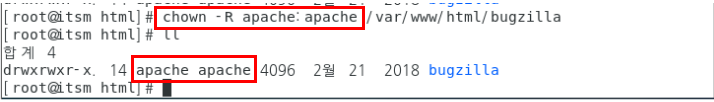 [root@itsm html]# chown -R apache:apache /var/www/html/bugzilla
[root@itsm html]# ll
합계 4
drwxrwxr-x. 14 apache apache 4096  2월 21  2018 bugzilla
[root@itsm html]#